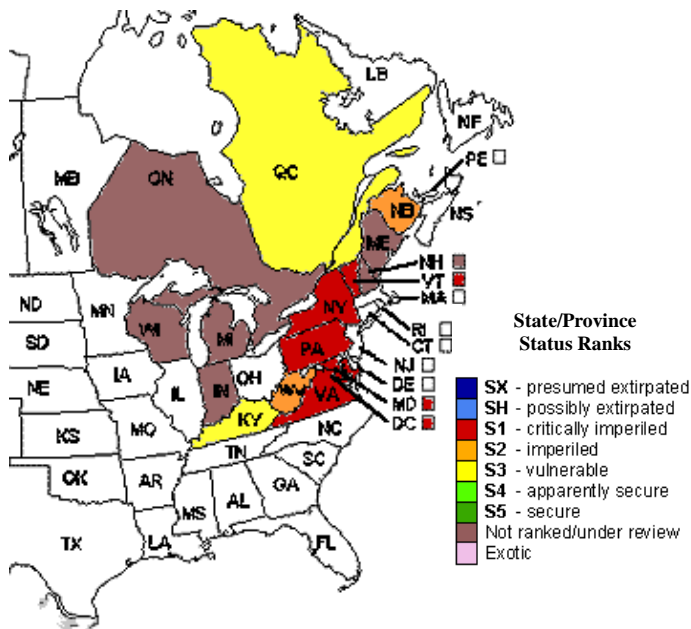 LB
NF
QC
ON
PE
MB
NB
NS
ME
NH
VT
MA
ND
MN
NY
WI
RI
SD
MI
CT
PA
IA
NJ
NE
OH
IL
IN
DE
WV
VA
MD
KY
MO
KS
DC
NC
TN
OK
AR
SC
MS
AL
GA
TX
LA
FL
State/Province
Status Ranks
SX - presumed extirpated
SH - possibly extirpated
S1 - critically imperiled
S2 - imperiled
S3 - vulnerable
S4 - apparently secure
S5 - secure
Not ranked/under review
Exotic